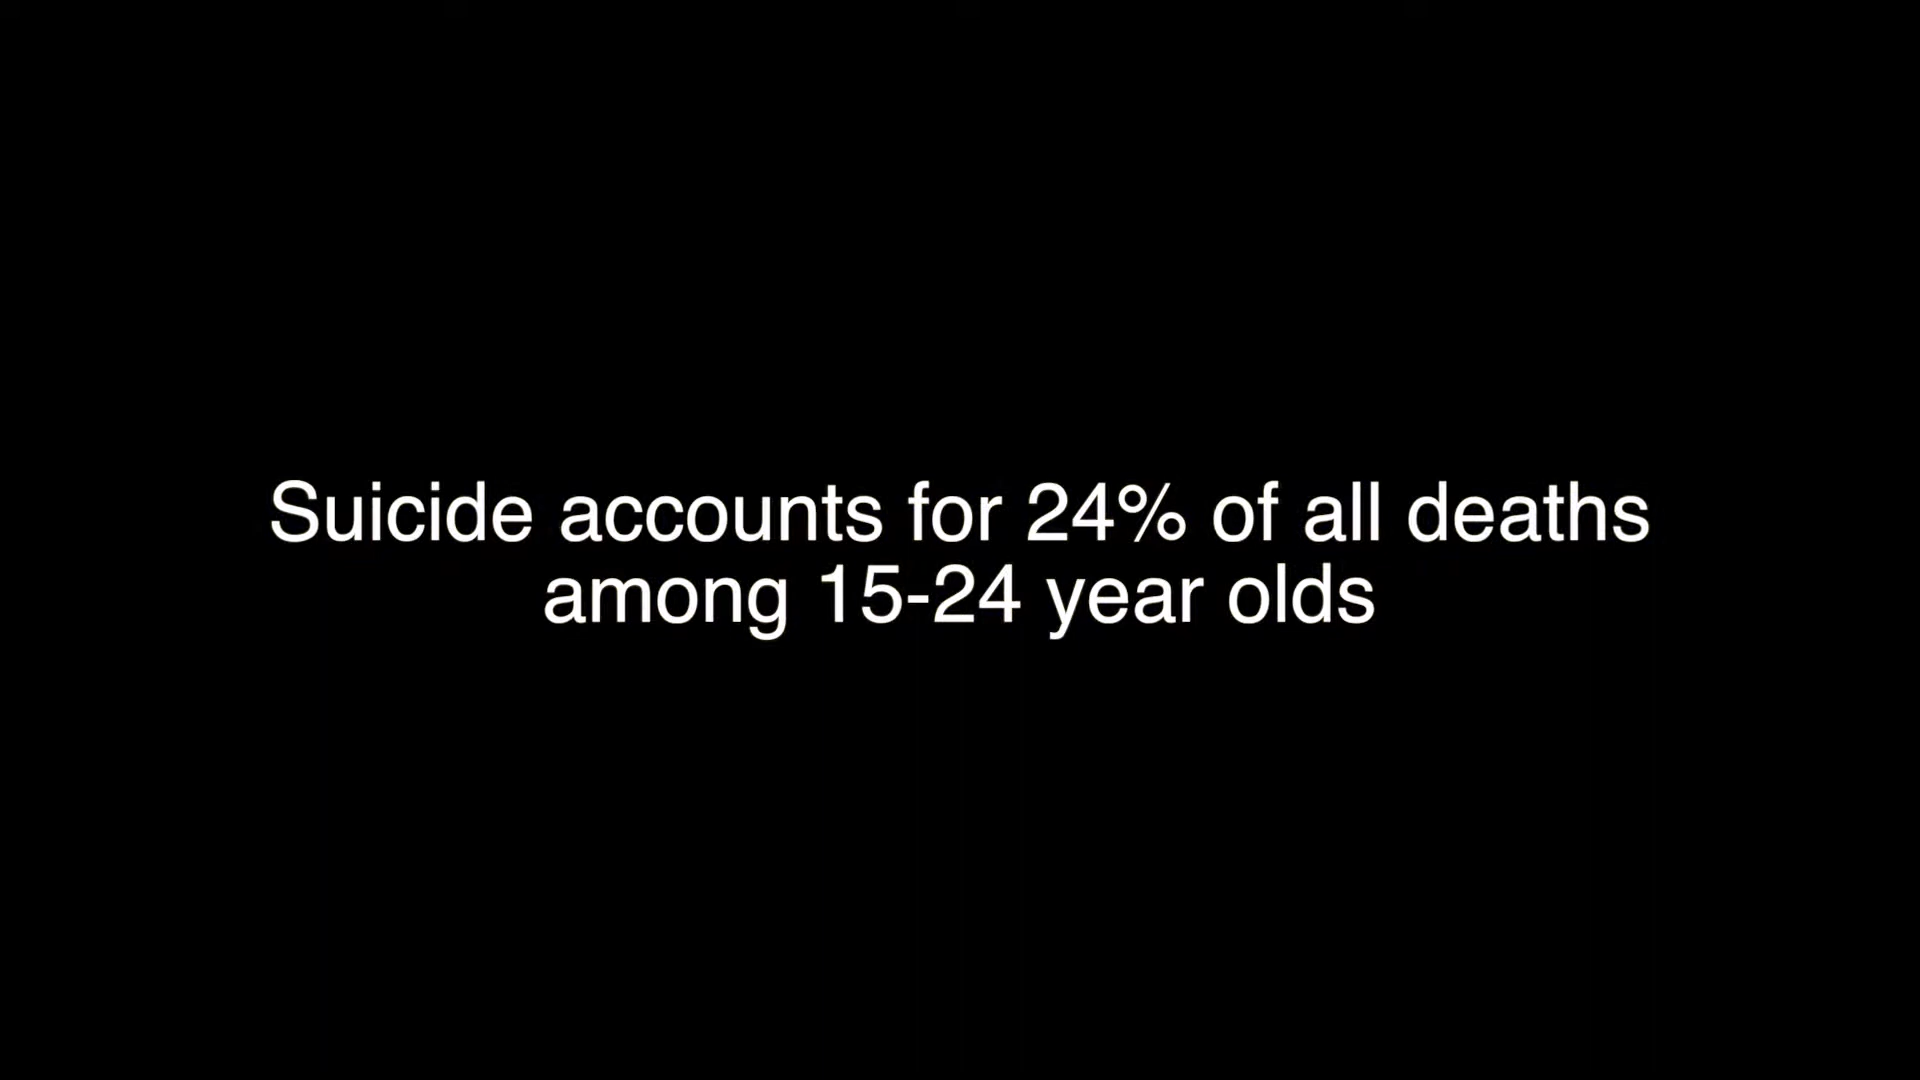 Suicide accounts for 24% of all deaths
among 15-24 year olds